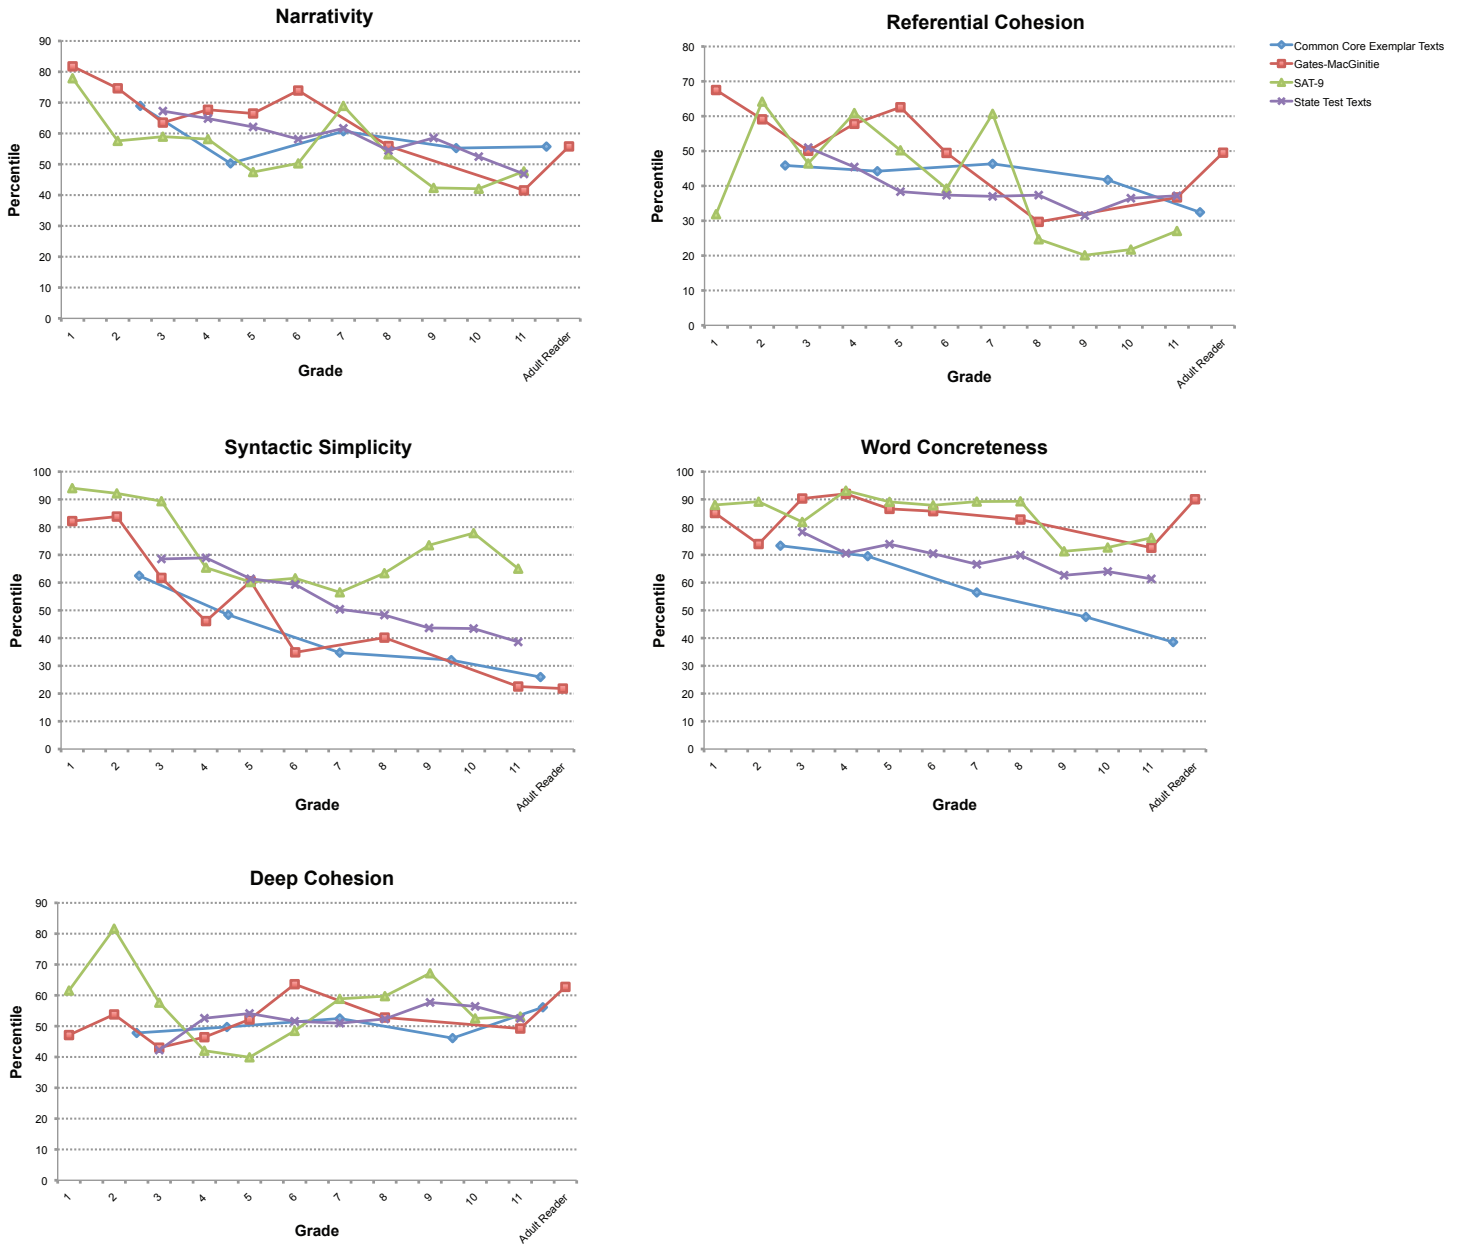 Narrativity
90
80
70
60
50
40
30
20
10
0
Percentile
1 2 3 4 5 6 7 8 9 10 11 Adult Reader
Grade
Referential Cohesion
80
70
60
50
40
30
20
10
0
Percentile
1 2 3 4 5 6 7 8 9 10 11 Adult Reader
Grade
Common Core Exemplar Texts
Gates-MacGinitie
SAT-9
State Test Texts
Syntactic Simplicity
100
90
80
70
60
50
40
30
20
10
0
Percentile
1 2 3 4 5 6 7 8 9 10 11 Adult Reader
Grade
Word Concreteness
100
90
80
70
60
50
40
30
20
10
0
Percentile
1 2 3 4 5 6 7 8 9 10 11 Adult Reader
Grade
Deep Cohesion
90
80
70
60
50
40
30
20
10
0
Percentile
1 2 3 4 5 6 7 8 9 10 11 Adult Reader
Grade